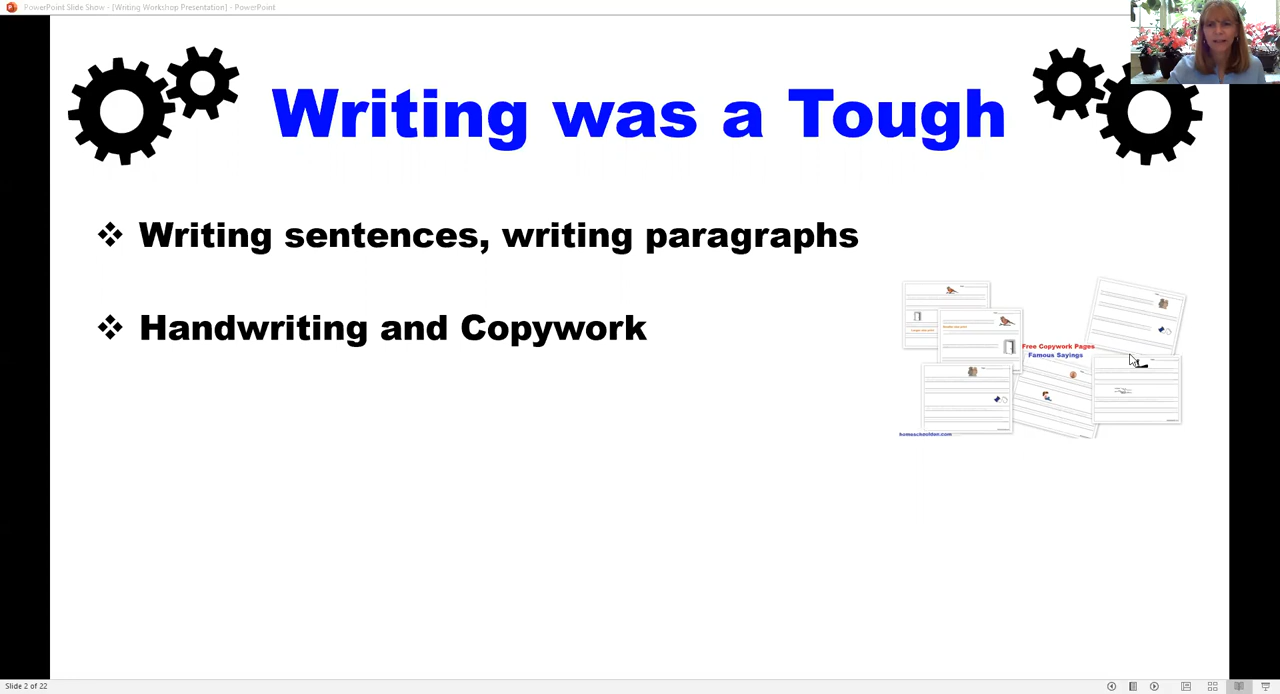 PowerPoint Slide Show - [Writing Workshop Presentation] - PowerPoint
Writing was a Tough
Writing sentences, writing paragraphs
Handwriting and Copywork
Free Copywork Pages
Famous Sayings
homeschoolden.com
Slide 2 of 22